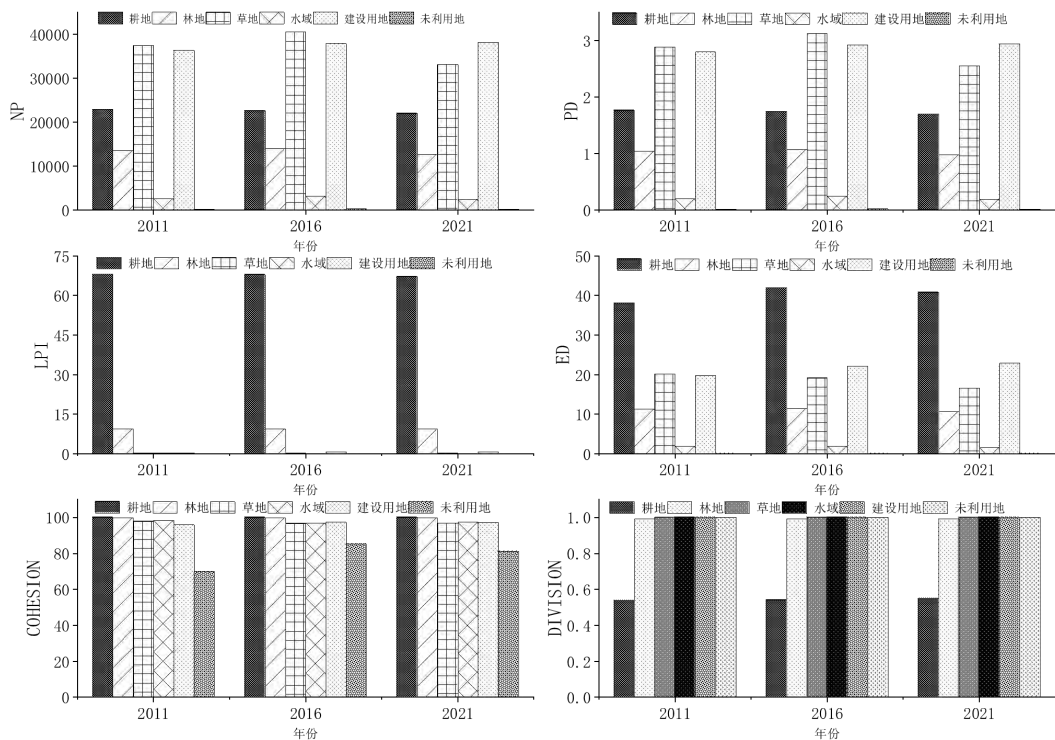 耕地 林地 草地 水域 建设用地 未利用地
NP
40000
30000
20000
10000
0
2011 2016 2021
年份
耕地 林地 草地 水域 建设用地 未利用地
PD
3
2
1
0
2011 2016 2021
年份
耕地 林地 草地 水域 建设用地 未利用地
LPI
75
60
45
30
15
0
2011 2016 2021
年份
耕地 林地 草地 水域 建设用地 未利用地
ED
50
40
30
20
10
0
2011 2016 2021
年份
耕地 林地 草地 水域 建设用地 未利用地
COHESION
100
80
60
40
20
0
2011 2016 2021
年份
耕地 林地 草地 水域 建设用地 未利用地
DIVISION
1.0
0.8
0.6
0.4
0.2
0.0
2011 2016 2021
年份